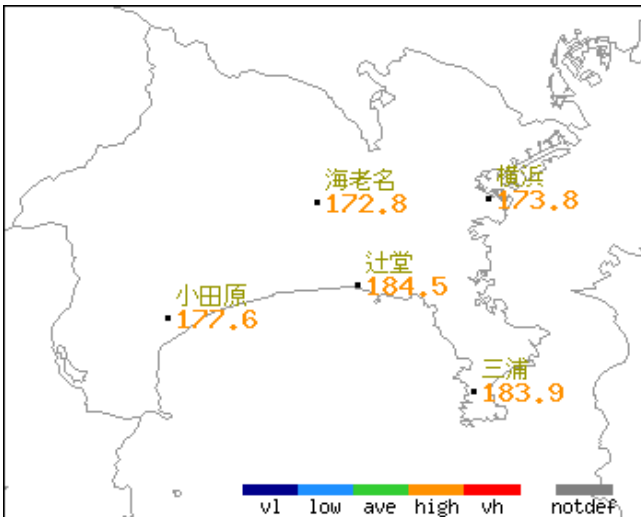 海老名
172.8
横浜
173.8
辻堂
184.5
小田原
177.6
三浦
183.9
vl low ave high vh notdef